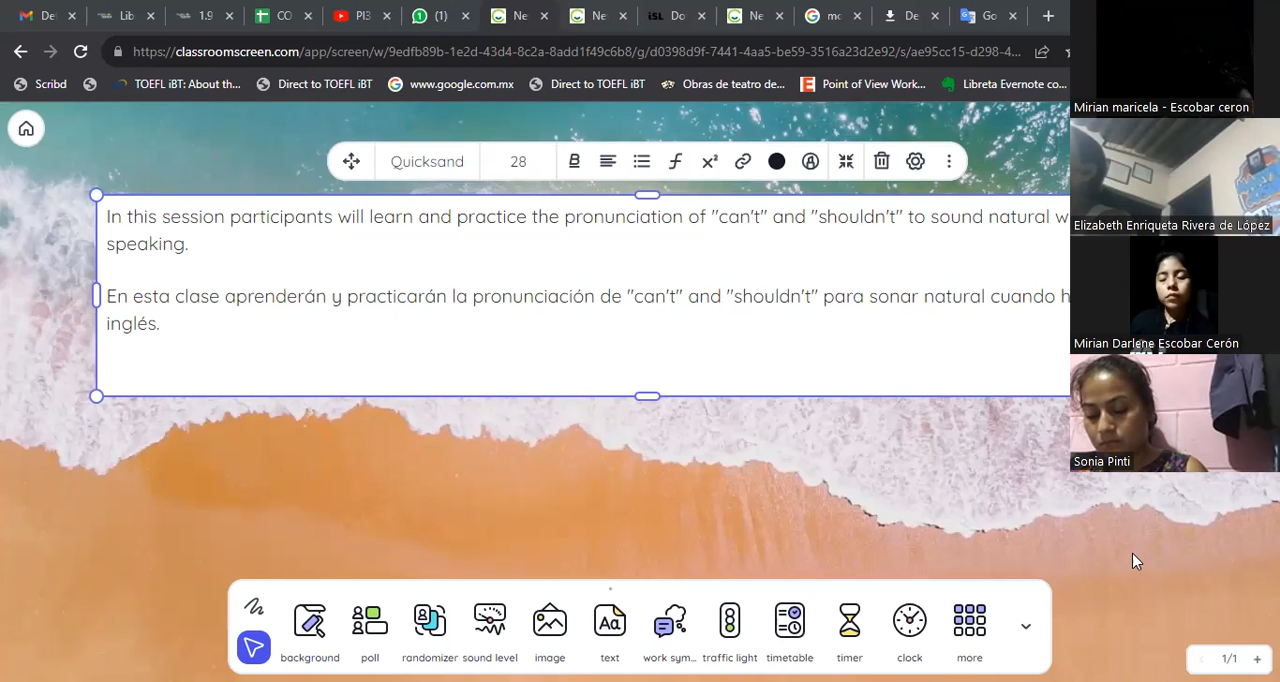 De
Lib
1.9
CO
PI3
(1)
Ne
Ne
iSL Do
Ne
mc
De
Go
https://classroomscreen.com/app/screen/w/9edfb89b-1e2d-43d4-8c2a-8add1f49c6b8/g/d0398d9f-7441-4aa5-be59-3516a23d2e92/s/ae95cc15-d298-4...
Scribd
TOEFL iBT: About th...
Direct to TOEFL iBT
www.google.com.mx
Direct to TOEFL iBT
Obras de teatro de...
Point of View Work...
Libreta Evernote co...
Mirian maricela - Escobar ceron
Quicksand
28
In this session participants will learn and practice the pronunciation of "can't" and "shouldn't" to sound natural w
speaking.
En esta clase aprenderán y practicarán la pronunciación de "can't" and "shouldn't" para sonar natural cuando h
inglés.
Elizabeth Enriqueta Rivera de López
Mirian Darlene Escobar Cerón
Sonia Pinti
background
poll
randomizer
sound level
image
Aa
text
work sym...
traffic light
timetable
timer
clock
more
1/1